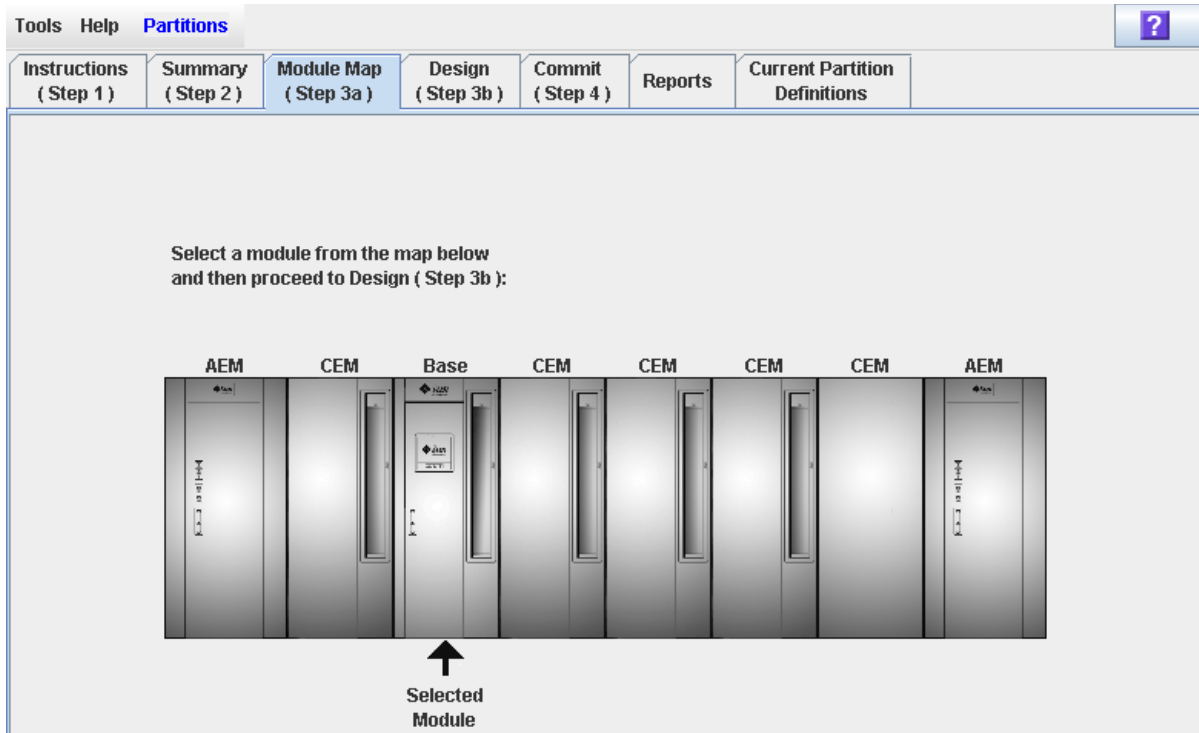 Tools Help Partitions ?
Instructions Summary Module Map Design Commit Reports Current Partition
( Step 1 ) ( Step 2 ) ( Step 3a ) ( Step 3b ) ( Step 4 ) Definitions
Select a module from the map below
and then proceed to Design ( Step 3b ):
AEM CEM Base CEM CEM CEM CEM AEM
Selected
Module